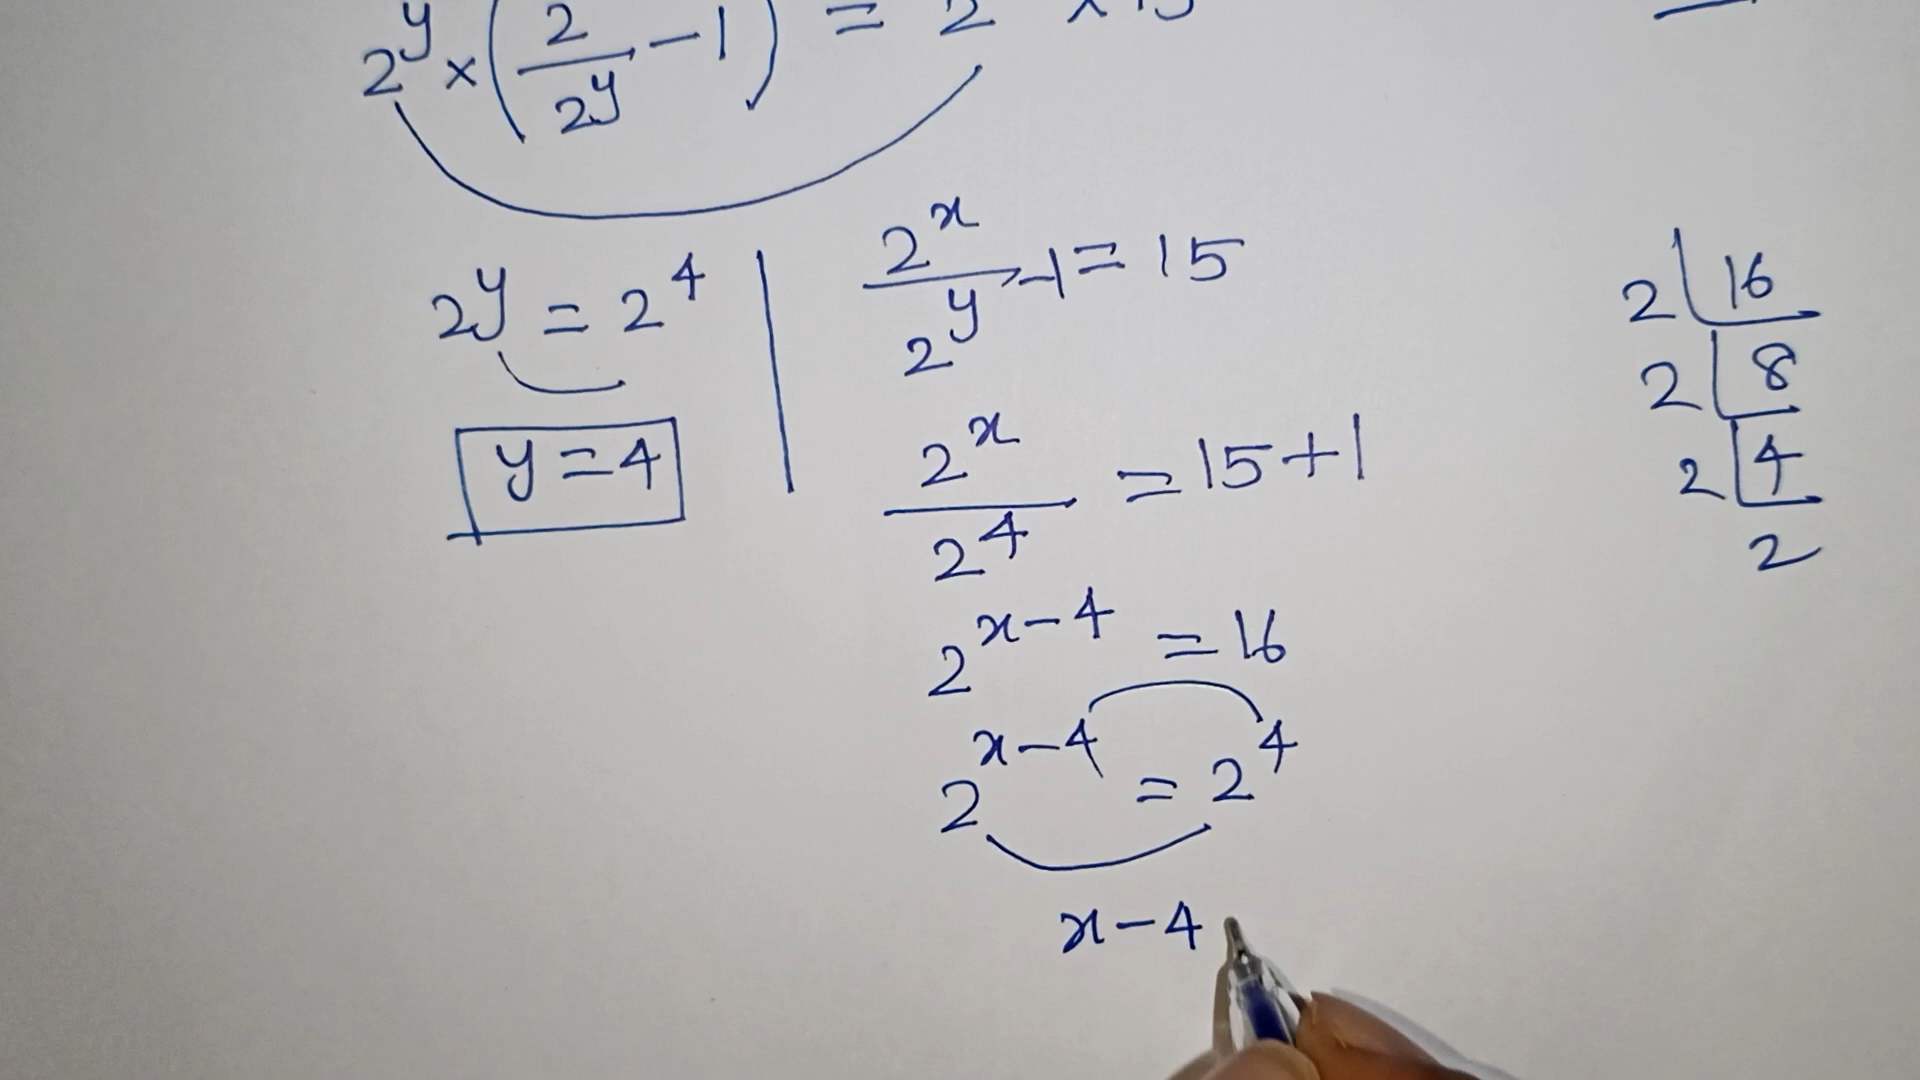 2^y × (2/2^y − 1) = 2
2^y = 2^4
y = 4
2^x/2^y − 1 = 15
2^x/2^4 = 15 + 1
2^(x−4) = 16
2^(x−4) = 2^4
x − 4
2 | 16
2 | 8
2 | 4
2